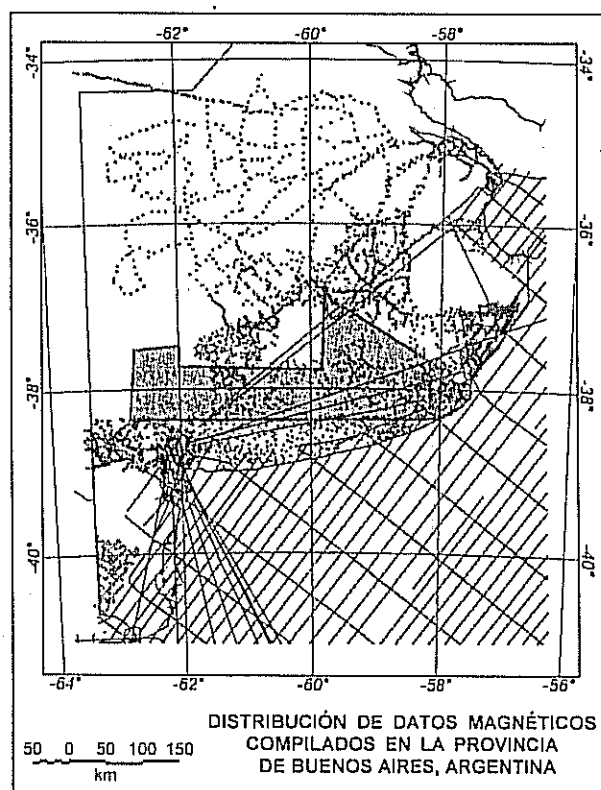 -62° -60° -58°
-34° -34°
-36° -36°
-38° -38°
-40° -40°
-64° -62° -60° -58° -56°
DISTRIBUCIÓN DE DATOS MAGNÉTICOS
COMPILADOS EN LA PROVINCIA
DE BUENOS AIRES, ARGENTINA
50 0 50 100 150
km